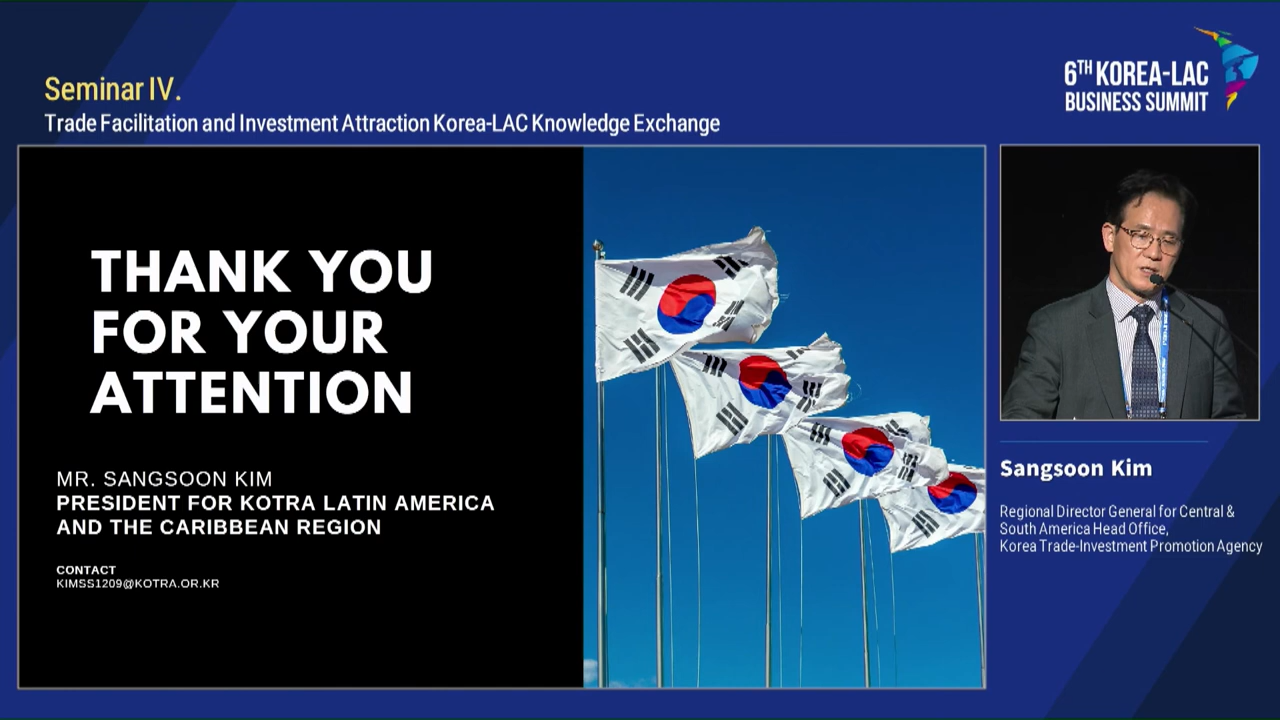 Seminar IV.
Trade Facilitation and Investment Attraction Korea-LAC Knowledge Exchange
6TH KOREA-LAC
BUSINESS SUMMIT
THANK YOU
FOR YOUR
ATTENTION
MR. SANGSOON KIM
PRESIDENT FOR KOTRA LATIN AMERICA
AND THE CARIBBEAN REGION
CONTACT
KIMSS1209@KOTRA.OR.KR
Sangsoon Kim
Regional Director General for Central &
South America Head Office,
Korea Trade-Investment Promotion Agency